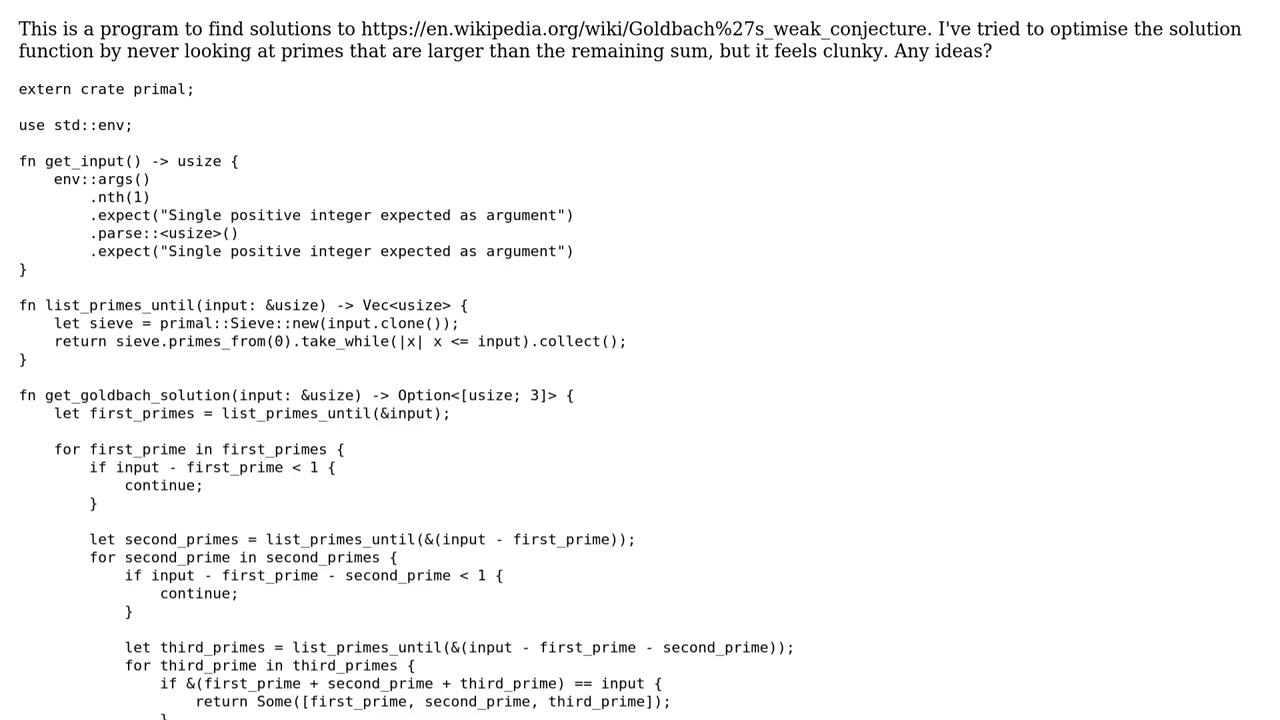 This is a program to find solutions to https://en.wikipedia.org/wiki/Goldbach%27s_weak_conjecture. I've tried to optimise the solution
function by never looking at primes that are larger than the remaining sum, but it feels clunky. Any ideas?
extern crate primal;
use std::env;
fn get_input() -> usize {
    env::args()
        .nth(1)
        .expect("Single positive integer expected as argument")
        .parse::<usize>()
        .expect("Single positive integer expected as argument")
}
fn list_primes_until(input: &usize) -> Vec<usize> {
    let sieve = primal::Sieve::new(input.clone());
    return sieve.primes_from(0).take_while(|x| x <= input).collect();
}
fn get_goldbach_solution(input: &usize) -> Option<[usize; 3]> {
    let first_primes = list_primes_until(&input);
    for first_prime in first_primes {
        if input - first_prime < 1 {
            continue;
        }
        let second_primes = list_primes_until(&(input - first_prime));
        for second_prime in second_primes {
            if input - first_prime - second_prime < 1 {
                continue;
            }
            let third_primes = list_primes_until(&(input - first_prime - second_prime));
            for third_prime in third_primes {
                if &(first_prime + second_prime + third_prime) == input {
                    return Some([first_prime, second_prime, third_prime]);
                }